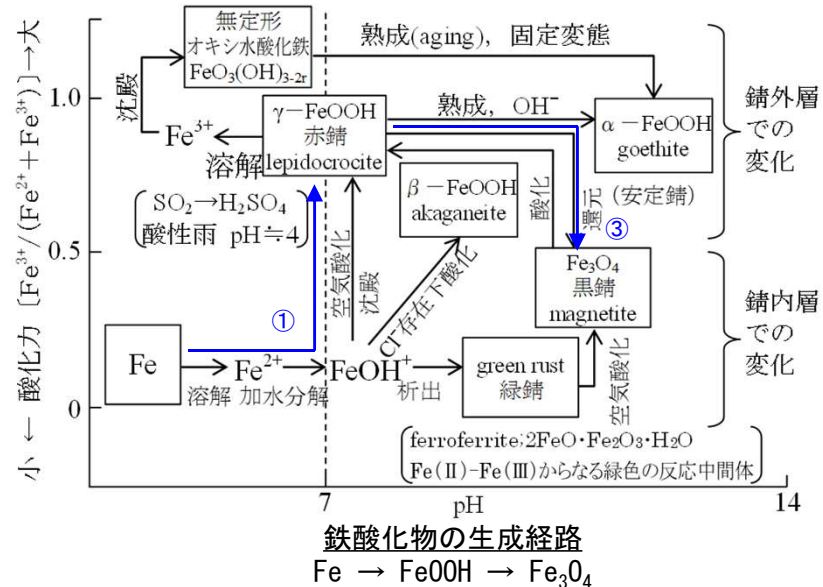 小 ← 酸化力 [Fe³⁺/(Fe²⁺+Fe³⁺)]→大
1.0
0.5
0
無定形
オキシ水酸化鉄
FeO₃(OH)₃₋₂ᵣ
熟成(aging), 固定変態
沈殿
Fe³⁺
溶解
γ-FeOOH
赤錆
lepidocrocite
熟成, OH⁻
α-FeOOH
goethite
(安定錆)
錆外層
での
変化
SO₂→H₂SO₄
酸性雨 pH≒4
β-FeOOH
akaganeite
酸化
還元
③
Fe₃O₄
黒錆
magnetite
①
空気酸化
沈殿
Cl⁻存在下酸化
錆内層
での
変化
Fe
溶解
Fe²⁺
加水分解
FeOH⁺
析出
green rust
緑錆
空気酸化
ferroferrite;2FeO・Fe₂O₃・H₂O
Fe(Ⅱ)-Fe(Ⅲ)からなる緑色の反応中間体
7
pH
14
鉄酸化物の生成経路
Fe → FeOOH → Fe₃O₄